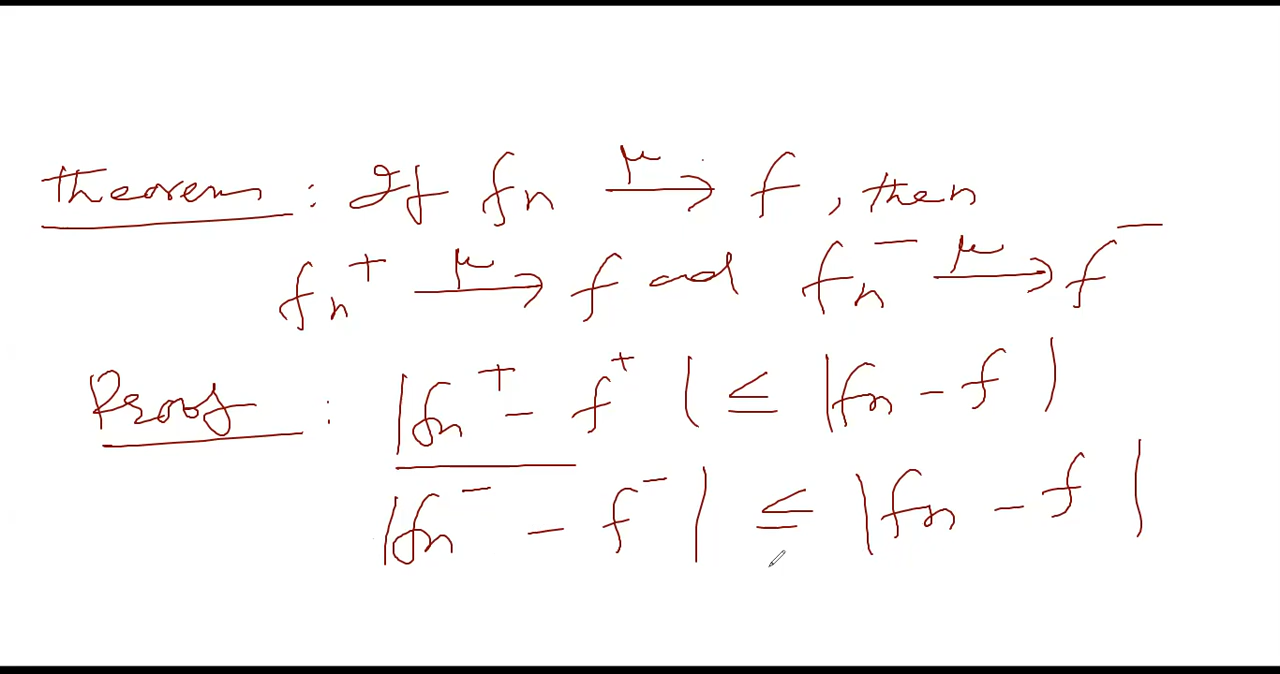 Theorem : If fn μ→ f , then
fn⁺ μ→ f and fn⁻ μ→ f⁻
Proof : |fn⁺ - f⁺| ≤ |fn - f|
|fn⁻ - f⁻| ≤ |fn - f|